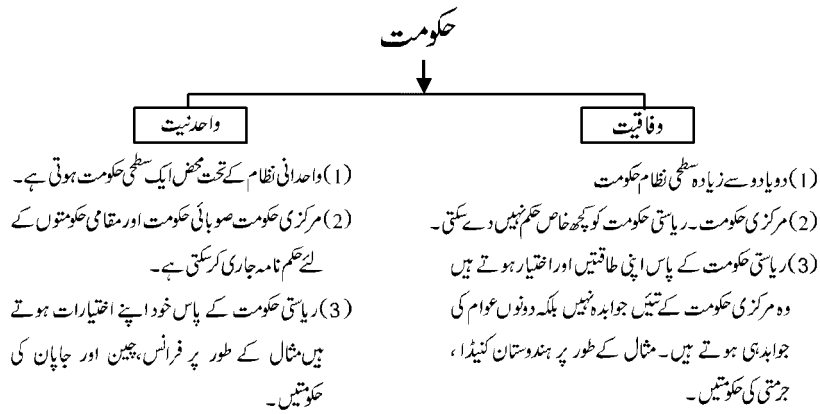 حکومت
وفاقیت
(1) دو یا دو سے زیادہ سطحی نظام حکومت
(2) مرکزی حکومت۔ ریاستی حکومت کو کچھ خاص حکم نہیں دے سکتی۔
(3) ریاستی حکومت کے پاس اپنی طاقتیں اور اختیار ہوتے ہیں
وہ مرکزی حکومت کے تئیں جوابدہ نہیں بلکہ دونوں عوام کی
جوابدہی ہوتے ہیں۔ مثال کے طور پر ہندوستان کنیڈا ،
جرمتی کی حکومتیں۔
واحدنیت
(1) واحدانی نظام کے تحت محض ایک سطحی حکومت ہوتی ہے۔
(2) مرکزی حکومت صوبائی حکومت اور مقامی حکومتوں کے
لئے حکم نامہ جاری کرسکتی ہے۔
(3) ریاستی حکومت کے پاس خود اپنے اختیارات ہوتے
ہیں مثال کے طور پر فرانس، چین اور جاپان کی
حکومتیں۔